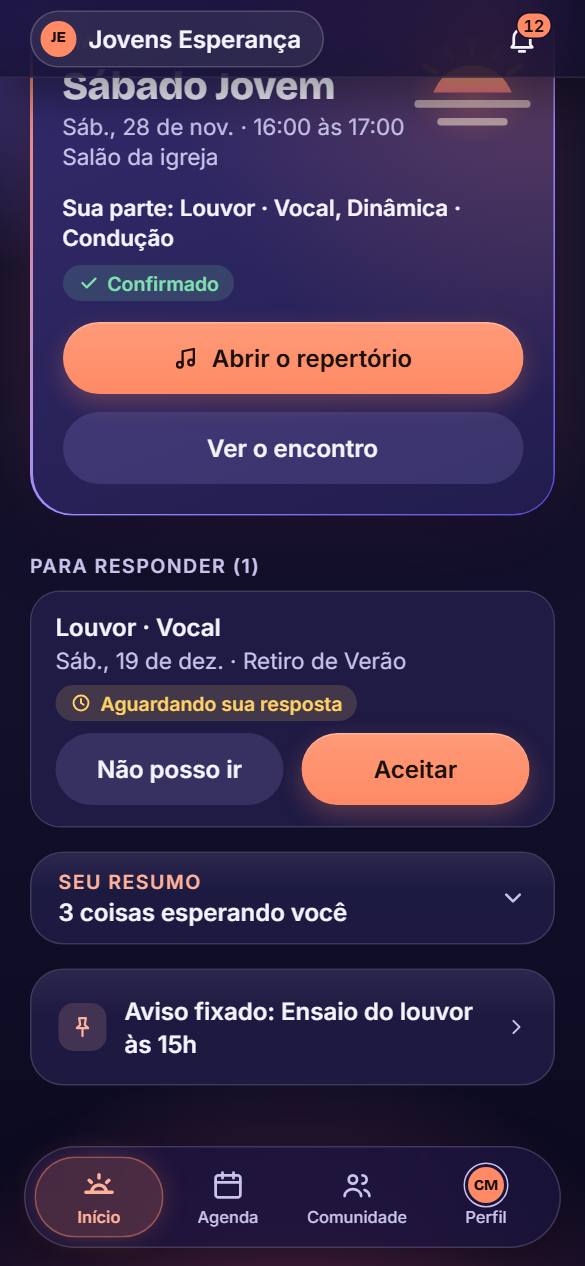 JE Jovens Esperança
12
Sábado Jovem
Sáb., 28 de nov. · 16:00 às 17:00
Salão da igreja
Sua parte: Louvor · Vocal, Dinâmica ·
Condução
Confirmado
Abrir o repertório
Ver o encontro
PARA RESPONDER (1)
Louvor · Vocal
Sáb., 19 de dez. · Retiro de Verão
Aguardando sua resposta
Não posso ir
Aceitar
SEU RESUMO
3 coisas esperando você
Aviso fixado: Ensaio do louvor
às 15h
CM
Início
Agenda
Comunidade
Perfil